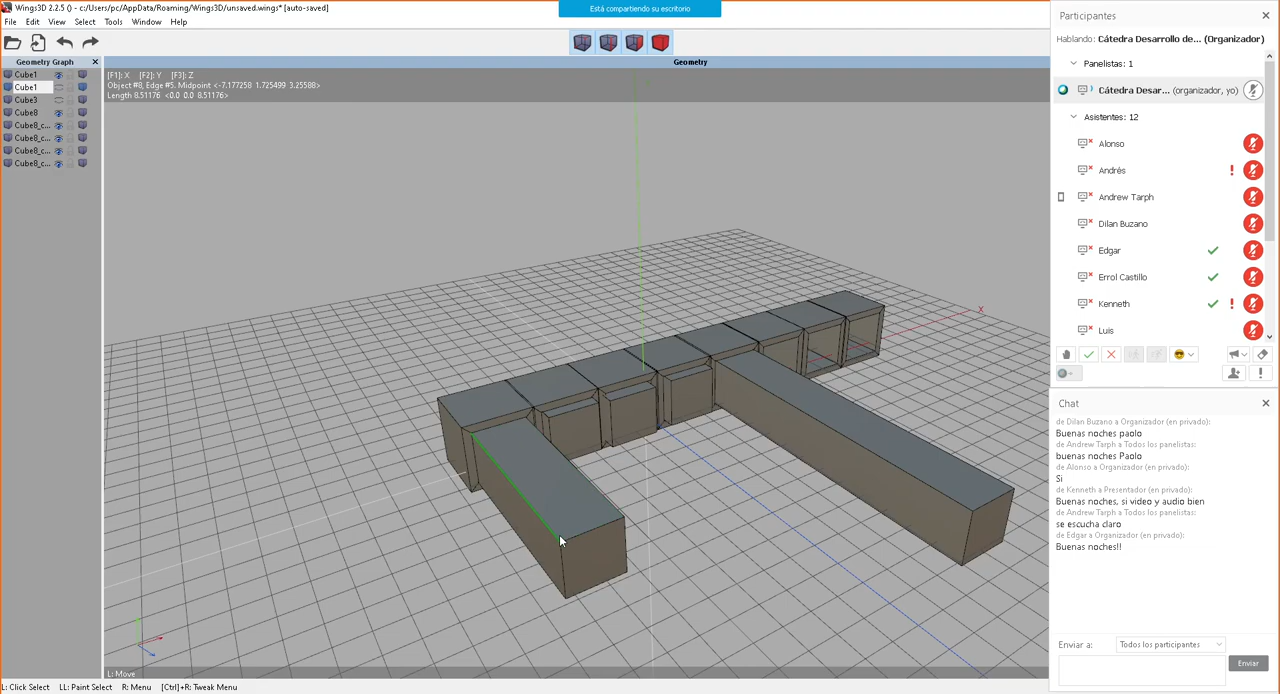 Wings3D 2.2.5 () - c:/Users/pc/AppData/Roaming/Wings3D/unsaved.wings* [auto-saved]
Está compartiendo su escritorio
File Edit View Select Tools Window Help
Geometry Graph
Cube1
Cube1
Cube3
Cube8
Cube8_c...
Cube8_c...
Cube8_c...
Cube8_c...
Geometry
[F1]: X [F2]: Y [F3]: Z
Object #8, Edge #5. Midpoint <-7.177258 1.725499 3.25588>
Length 8.51176 <0.0 0.0 8.51176>
X
L: Move
L: Click Select LL: Paint Select R: Menu [Ctrl]+R: Tweak Menu
Participantes
Hablando: Cátedra Desarrollo de... (Organizador)
Panelistas: 1
Cátedra Desar... (organizador, yo)
Asistentes: 12
Alonso
Andrés
Andrew Tarph
Dilan Buzano
Edgar
Errol Castillo
Kenneth
Luis
Chat
de Dilan Buzano a Organizador (en privado):
Buenas noches paolo
de Andrew Tarph a Todos los panelistas:
buenas noches Paolo
de Alonso a Organizador (en privado):
Si
de Kenneth a Presentador (en privado):
Buenas noches, si video y audio bien
de Andrew Tarph a Todos los panelistas:
se escucha claro
de Edgar a Organizador (en privado):
Buenas noches!!
Enviar a: Todos los participantes
Enviar